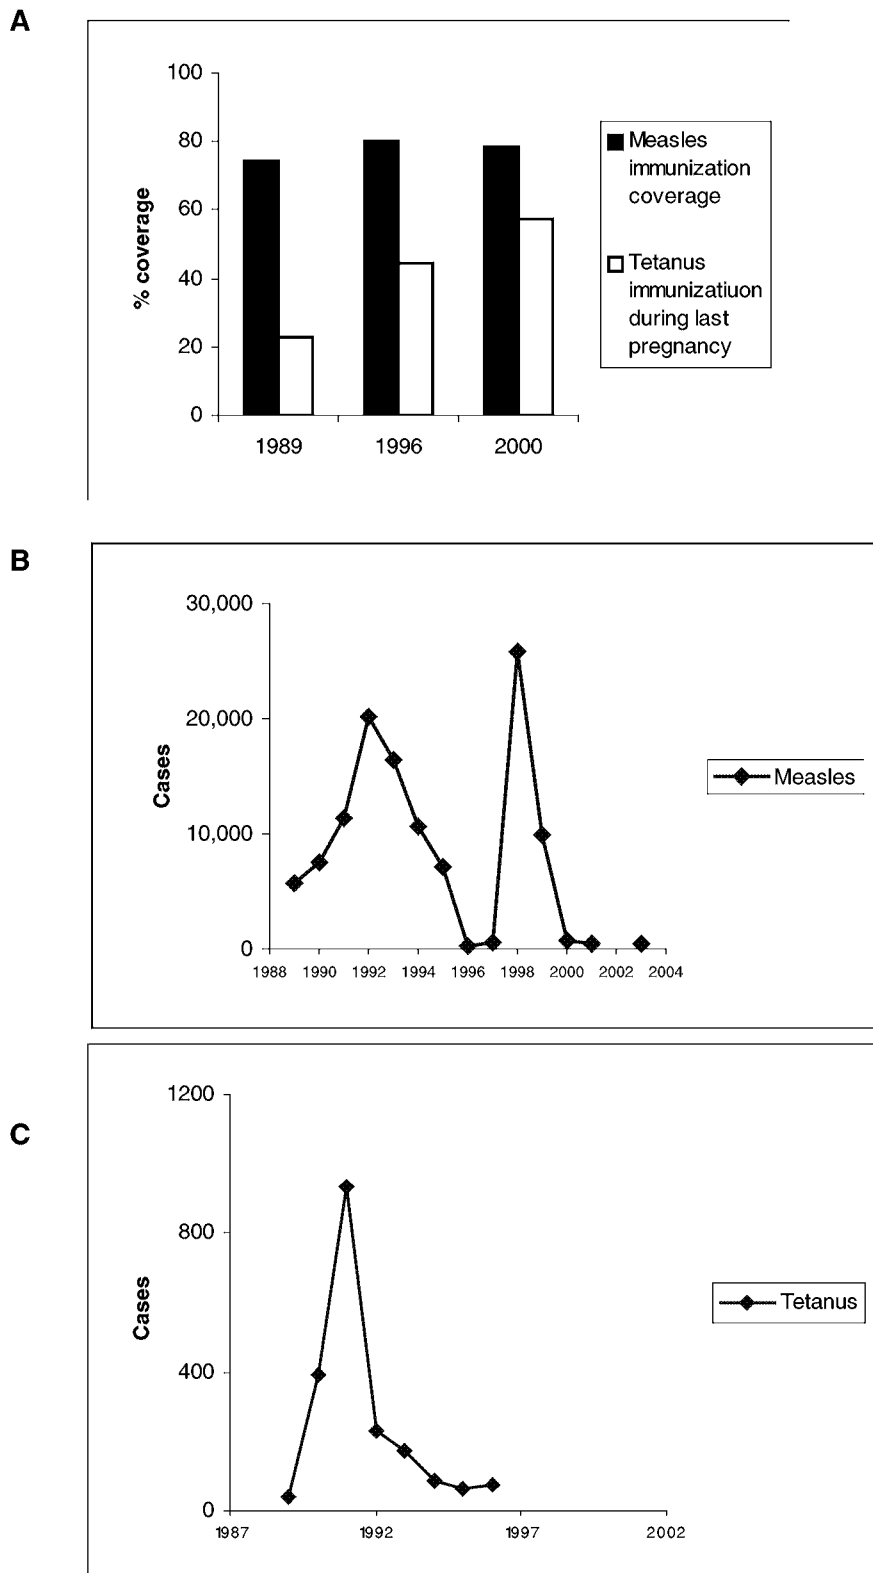 A
100
80
60
40
20
0
% coverage
1989 1996 2000
Measles
immunization
coverage
Tetanus
immunizatiuon
during last
pregnancy
B
30,000
20,000
10,000
0
Cases
1988 1990 1992 1994 1996 1998 2000 2002 2004
Measles
C
1200
800
400
0
Cases
1987 1992 1997 2002
Tetanus